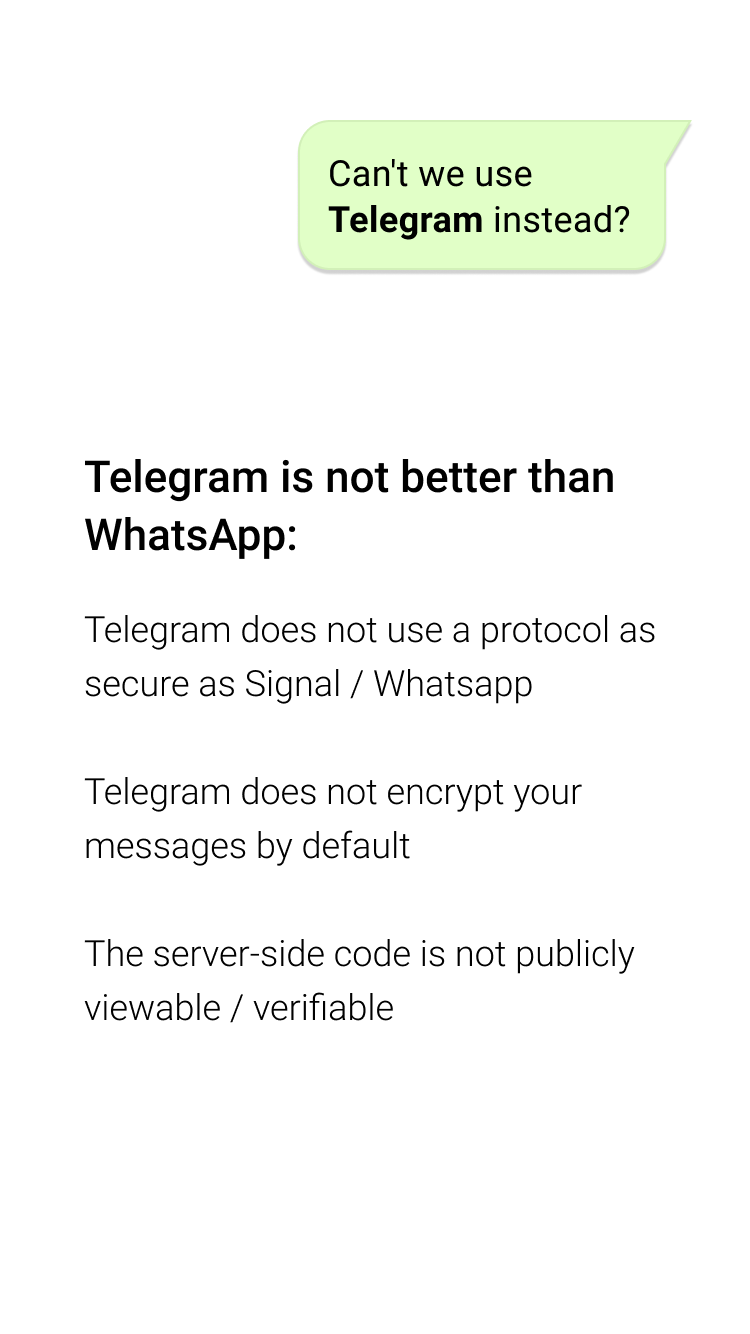 Can't we use
Telegram instead?
Telegram is not better than
WhatsApp:
Telegram does not use a protocol as
secure as Signal / Whatsapp
Telegram does not encrypt your
messages by default
The server-side code is not publicly
viewable / verifiable